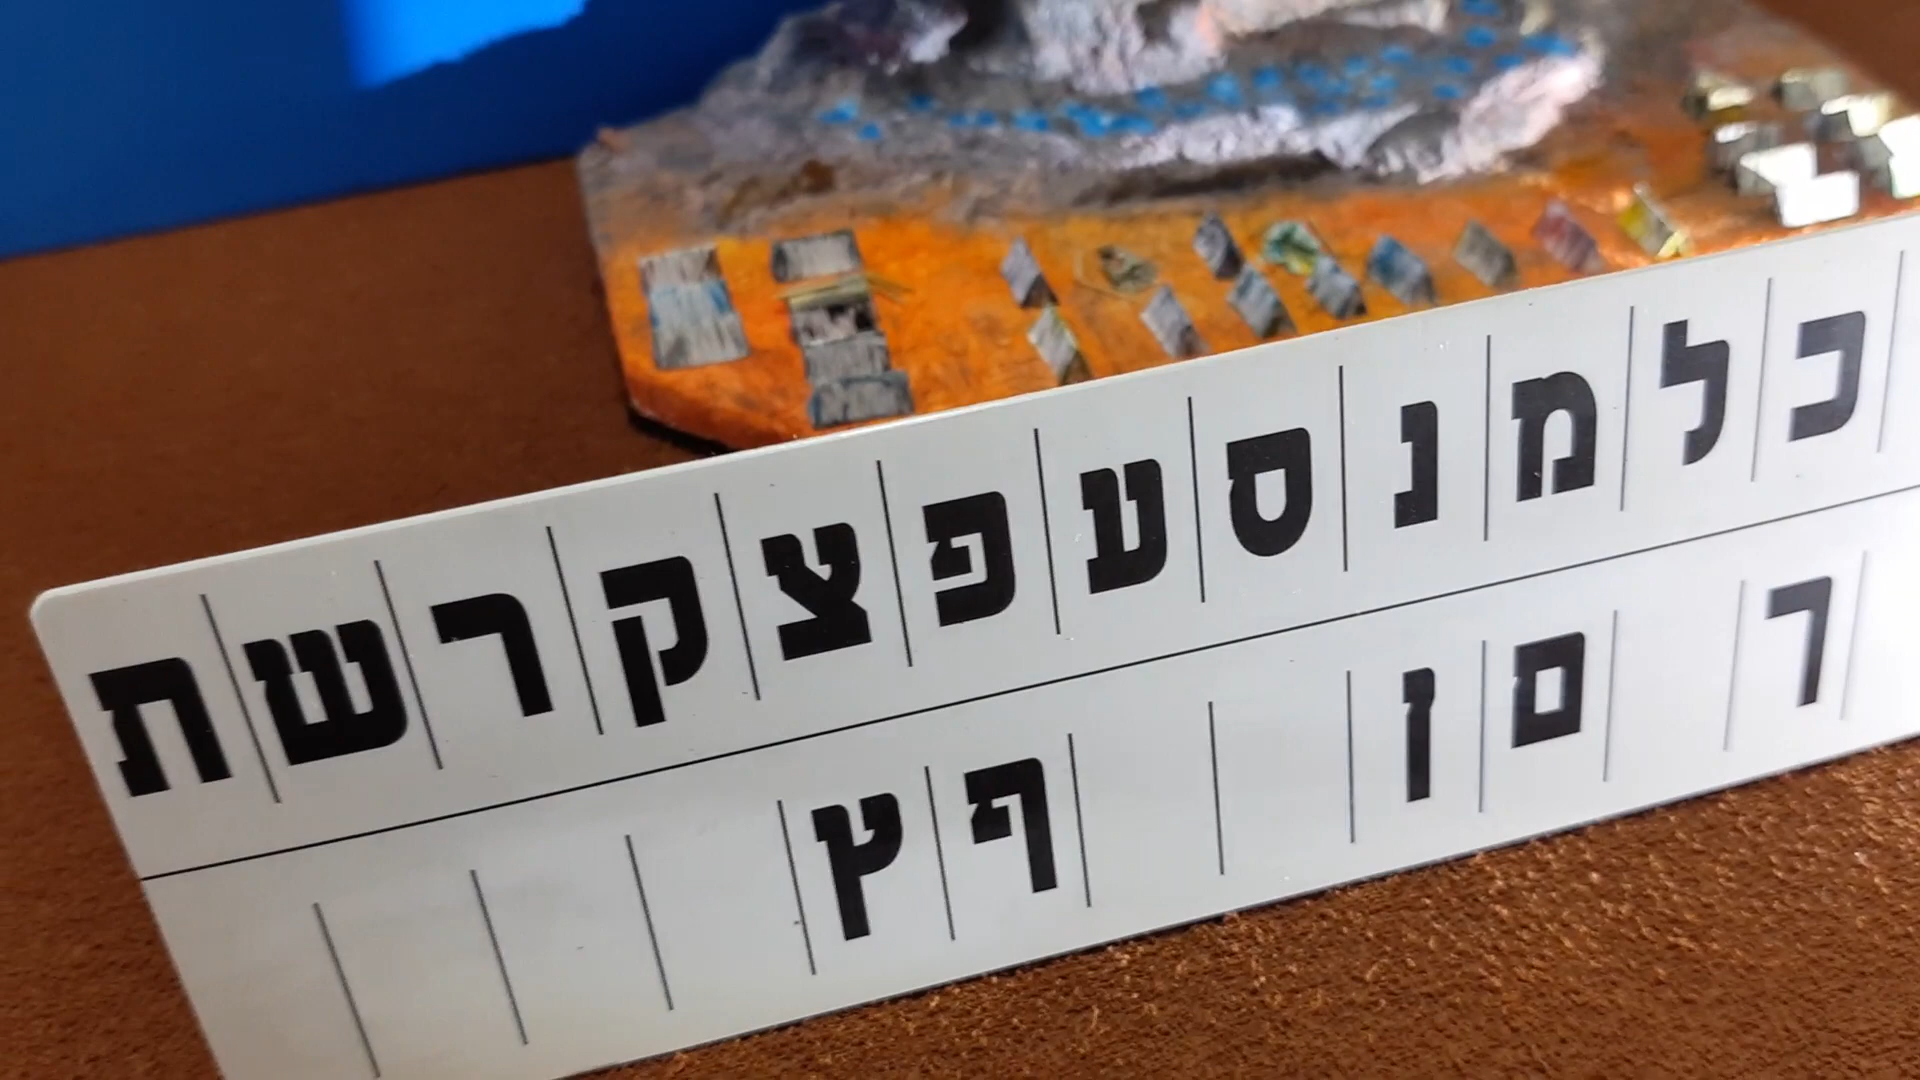 כ ל מ נ ס ע פ צ ק ר ש ת
ך ם ן ף ץ